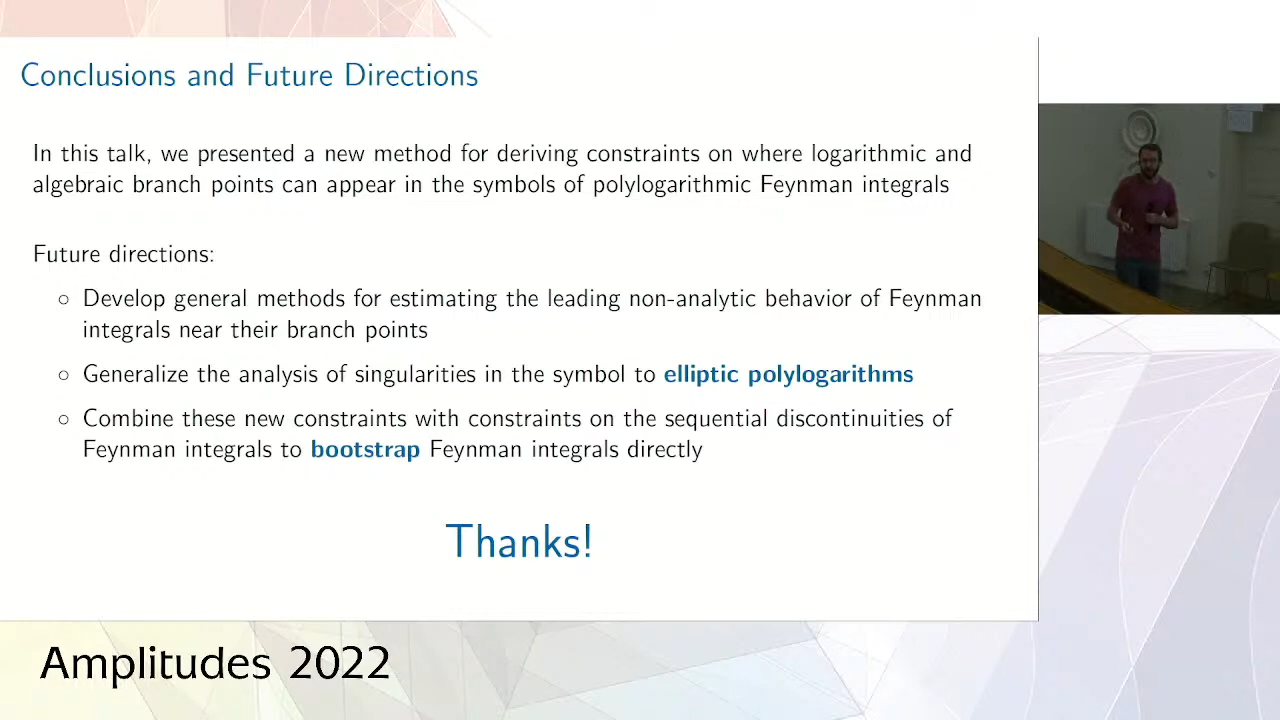 Conclusions and Future Directions
In this talk, we presented a new method for deriving constraints on where logarithmic and
algebraic branch points can appear in the symbols of polylogarithmic Feynman integrals
Future directions:
○ Develop general methods for estimating the leading non-analytic behavior of Feynman
integrals near their branch points
○ Generalize the analysis of singularities in the symbol to elliptic polylogarithms
○ Combine these new constraints with constraints on the sequential discontinuities of
Feynman integrals to bootstrap Feynman integrals directly
Thanks!
Amplitudes 2022